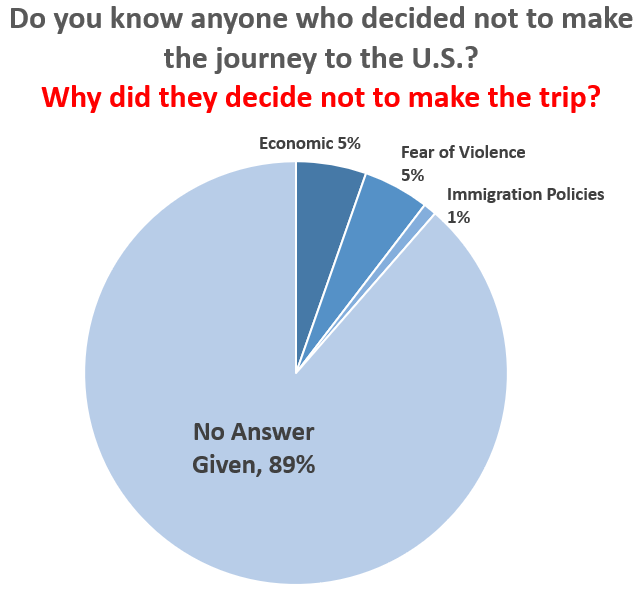 Do you know anyone who decided not to make
the journey to the U.S.?
Why did they decide not to make the trip?
Economic 5%
Fear of Violence
5%
Immigration Policies
1%
No Answer
Given, 89%